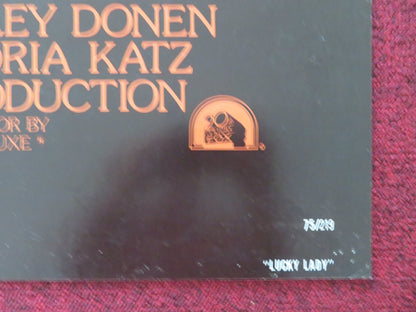 LEY DONEN
ORIA KATZ
ODUCTION
OR BY
UXE *
75/219
"LUCKY LADY"